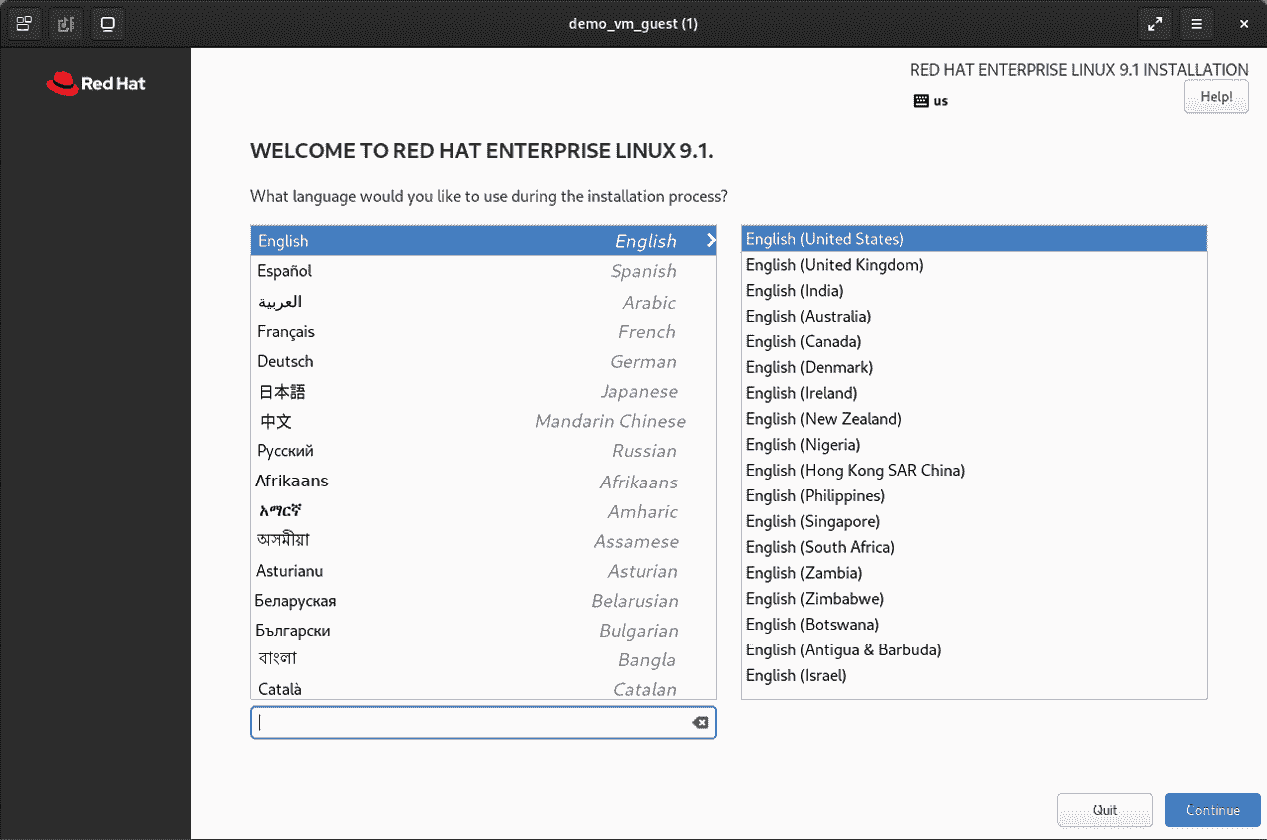 demo_vm_guest (1)
Red Hat
RED HAT ENTERPRISE LINUX 9.1 INSTALLATION
us
Help!
WELCOME TO RED HAT ENTERPRISE LINUX 9.1.
What language would you like to use during the installation process?
English English
Español Spanish
العربية Arabic
Français French
Deutsch German
日本語 Japanese
中文 Mandarin Chinese
Русский Russian
Afrikaans Afrikaans
አማርኛ Amharic
অসমীয়া Assamese
Asturianu Asturian
Беларуская Belarusian
Български Bulgarian
বাংলা Bangla
Català Catalan
English (United States)
English (United Kingdom)
English (India)
English (Australia)
English (Canada)
English (Denmark)
English (Ireland)
English (New Zealand)
English (Nigeria)
English (Hong Kong SAR China)
English (Philippines)
English (Singapore)
English (South Africa)
English (Zambia)
English (Zimbabwe)
English (Botswana)
English (Antigua & Barbuda)
English (Israel)
Quit
Continue